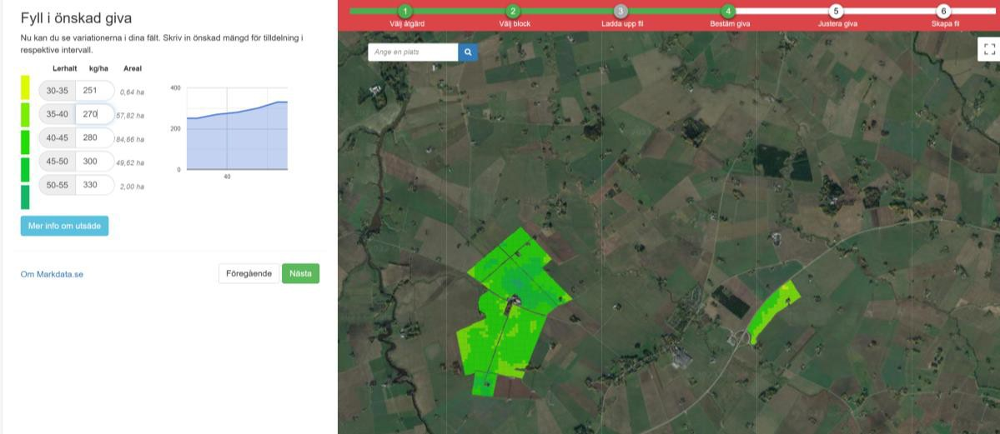 Fyll i önskad giva
Nu kan du se variationerna i dina fält. Skriv in önskad mängd för tilldelning i
respektive intervall.
Lerhalt kg/ha Areal
30-35 251 0,64 ha
35-40 270 57,82 ha
40-45 280 84,66 ha
45-50 300 49,62 ha
50-55 330 2,00 ha
400
200
0
40
Mer info om utsäde
Om Markdata.se
Föregående
Nästa
1 2 3 4 5 6
Välj åtgärd Välj block Ladda upp fil Bestäm giva Justera giva Skapa fil
Ange en plats